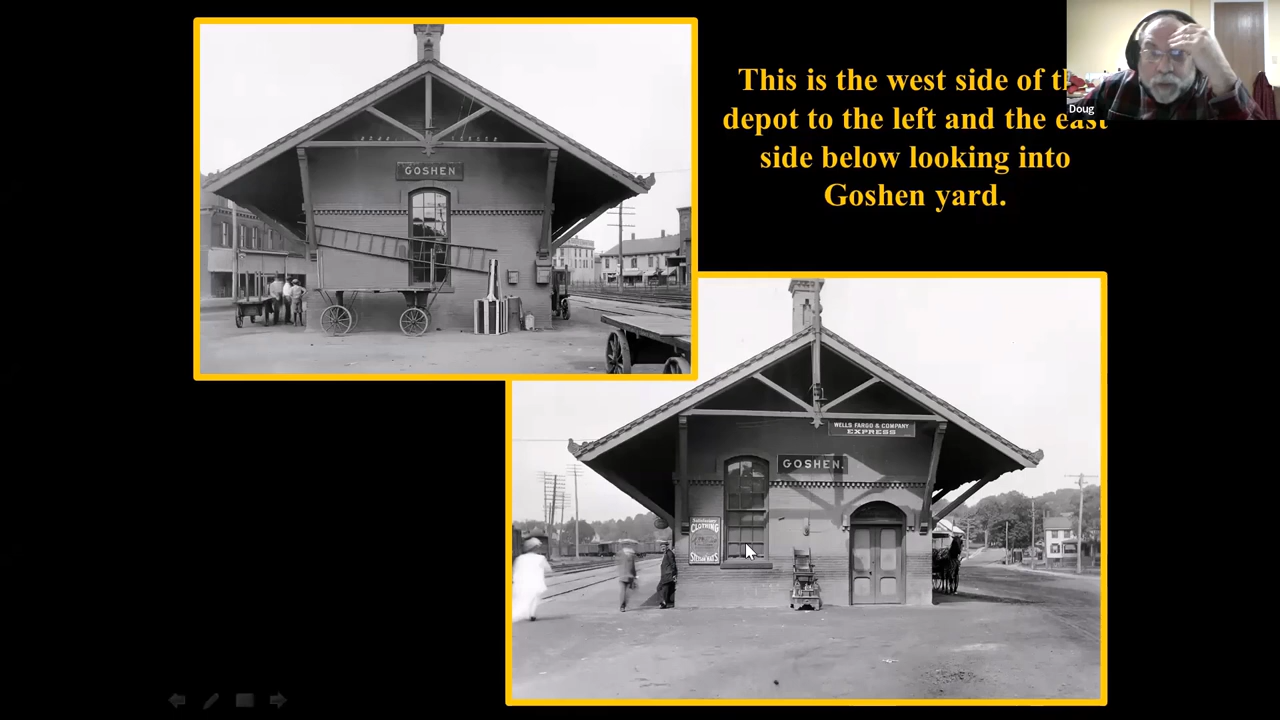 This is the west side of
depot to the left and the east
side below looking into
Goshen yard.
Doug
GOSHEN
WELLS FARGO & COMPANY
EXPRESS
GOSHEN.
CLOTHING